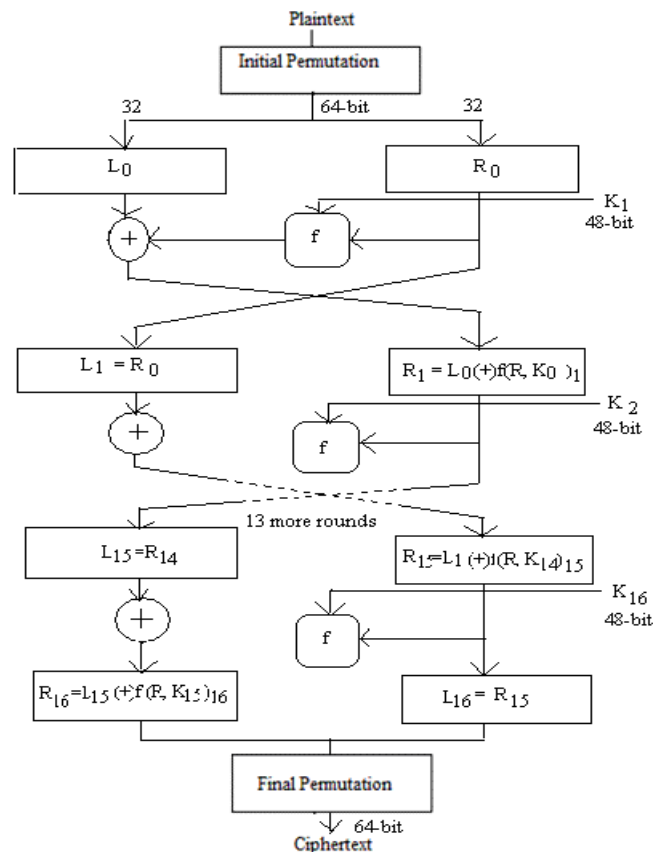 Plaintext
Initial Permutation
32
64-bit
32
L0
R0
K1
48-bit
+
f
L1 = R0
R1 = L0(+)f(R, K0 )1
K2
48-bit
+
f
13 more rounds
L15=R14
R15=L1 (+)f(R, K14)15
K16
48-bit
+
f
R16=L15 (+)f(R, K15)16
L16= R15
Final Permutation
64-bit
Ciphertext